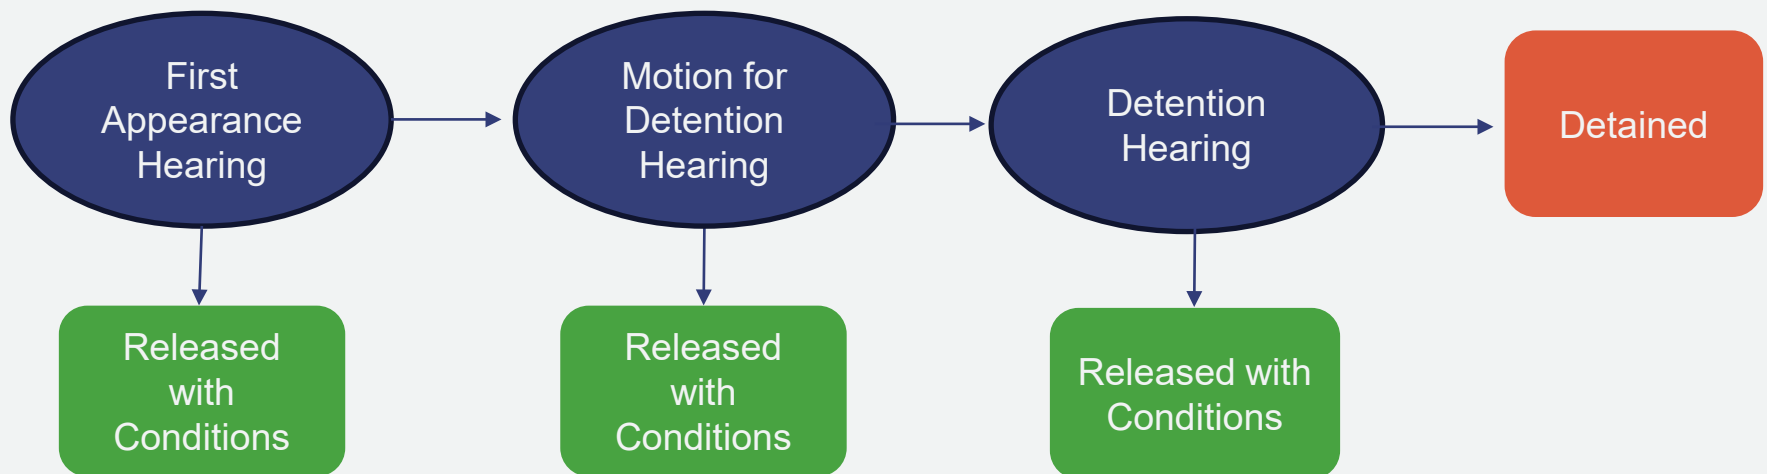 First
Appearance
Hearing
Motion for
Detention
Hearing
Detention
Hearing
Detained
Released
with
Conditions
Released
with
Conditions
Released with
Conditions